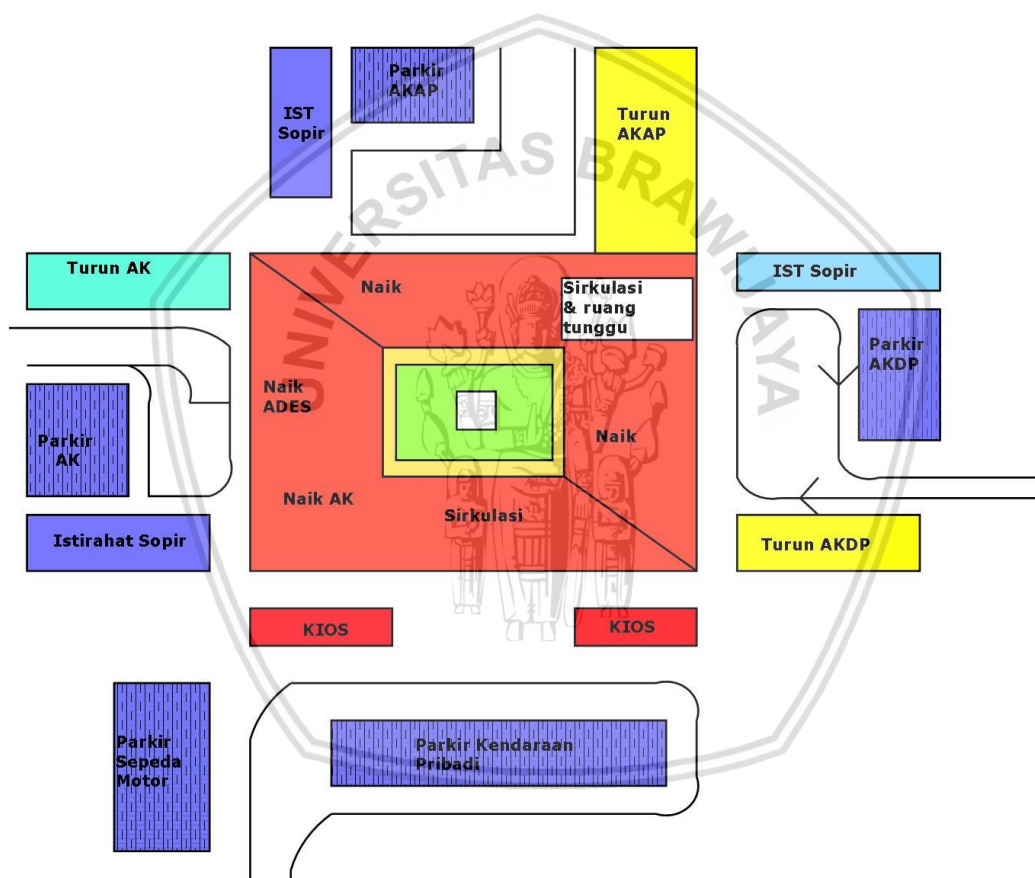 Parkir
AKAP
IST
Sopir
Turun
AKAP
UNIVERSITAS BRAWIJAYA
Turun AK
Naik
Sirkulasi
& ruang
tunggu
IST Sopir
Parkir
AKDP
Naik
ADES
Naik
Parkir
AK
Naik AK
Sirkulasi
Istirahat Sopir
Turun AKDP
KIOS
KIOS
Parkir
Sepeda
Motor
Parkir Kendaraan
Pribadi